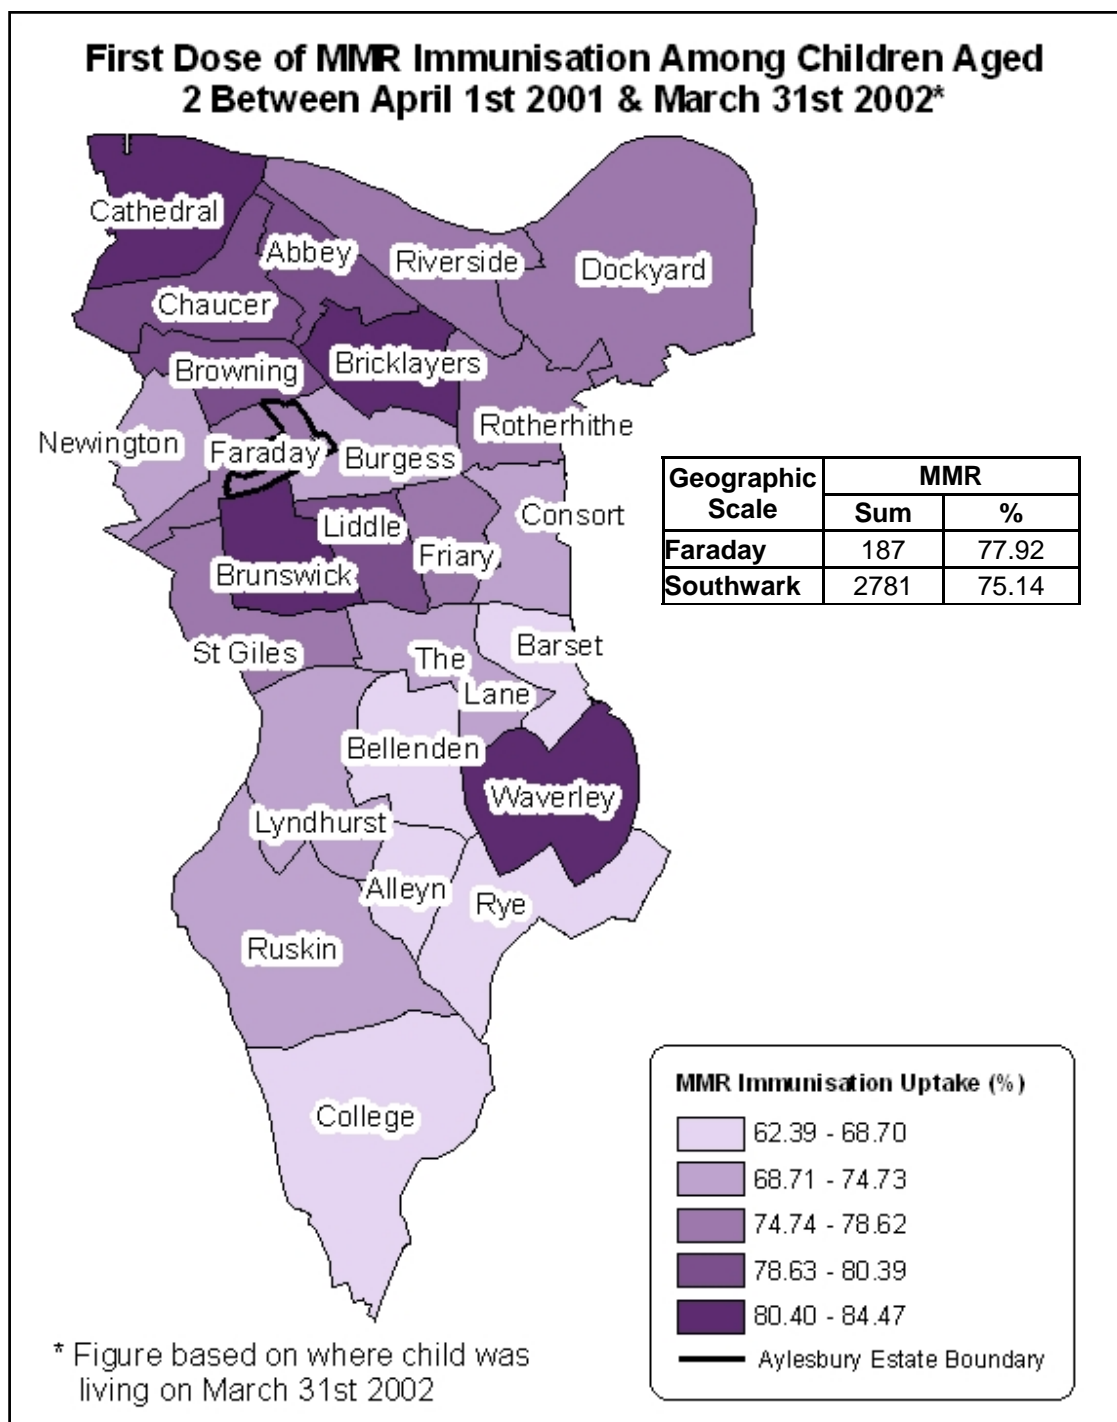 First Dose of MMR Immunisation Among Children Aged
2 Between April 1st 2001 & March 31st 2002*
Cathedral
Abbey
Riverside
Dockyard
Chaucer
Bricklayers
Browning
Rotherhithe
Newington
Faraday
Burgess
Consort
Liddle
Friary
Brunswick
St Giles
The
Lane
Barset
Bellenden
Waverley
Lyndhurst
Alleyn
Rye
Ruskin
College
Geographic MMR
Scale Sum %
Faraday 187 77.92
Southwark 2781 75.14
MMR Immunisation Uptake (%)
62.39 - 68.70
68.71 - 74.73
74.74 - 78.62
78.63 - 80.39
80.40 - 84.47
Aylesbury Estate Boundary
* Figure based on where child was
living on March 31st 2002